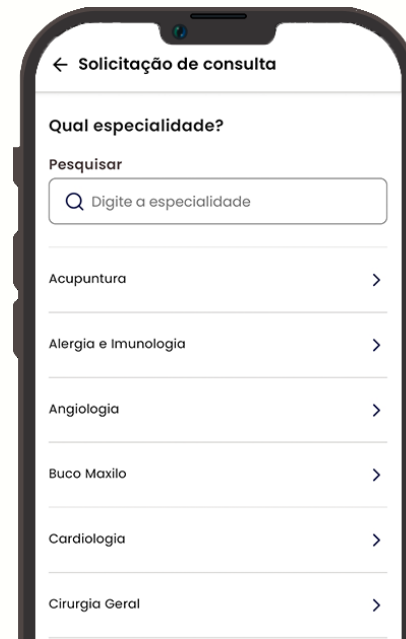 Solicitação de consulta
Qual especialidade?
Pesquisar
Digite a especialidade
Acupuntura
Alergia e Imunologia
Angiologia
Buco Maxilo
Cardiologia
Cirurgia Geral